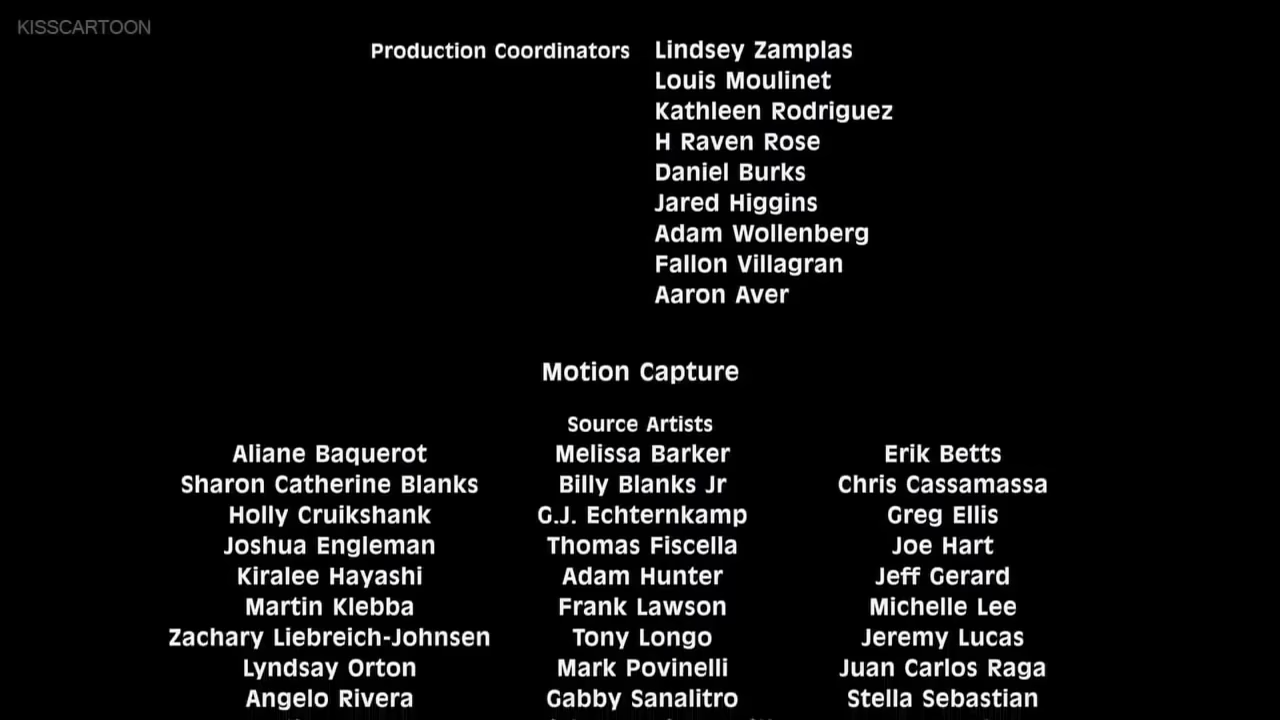 KISSCARTOON
Production Coordinators Lindsey Zamplas
Louis Moulinet
Kathleen Rodriguez
H Raven Rose
Daniel Burks
Jared Higgins
Adam Wollenberg
Fallon Villagran
Aaron Aver
Motion Capture
Source Artists
Aliane Baquerot Melissa Barker Erik Betts
Sharon Catherine Blanks Billy Blanks Jr Chris Cassamassa
Holly Cruikshank G.J. Echternkamp Greg Ellis
Joshua Engleman Thomas Fiscella Joe Hart
Kiralee Hayashi Adam Hunter Jeff Gerard
Martin Klebba Frank Lawson Michelle Lee
Zachary Liebreich-Johnsen Tony Longo Jeremy Lucas
Lyndsay Orton Mark Povinelli Juan Carlos Raga
Angelo Rivera Gabby Sanalitro Stella Sebastian